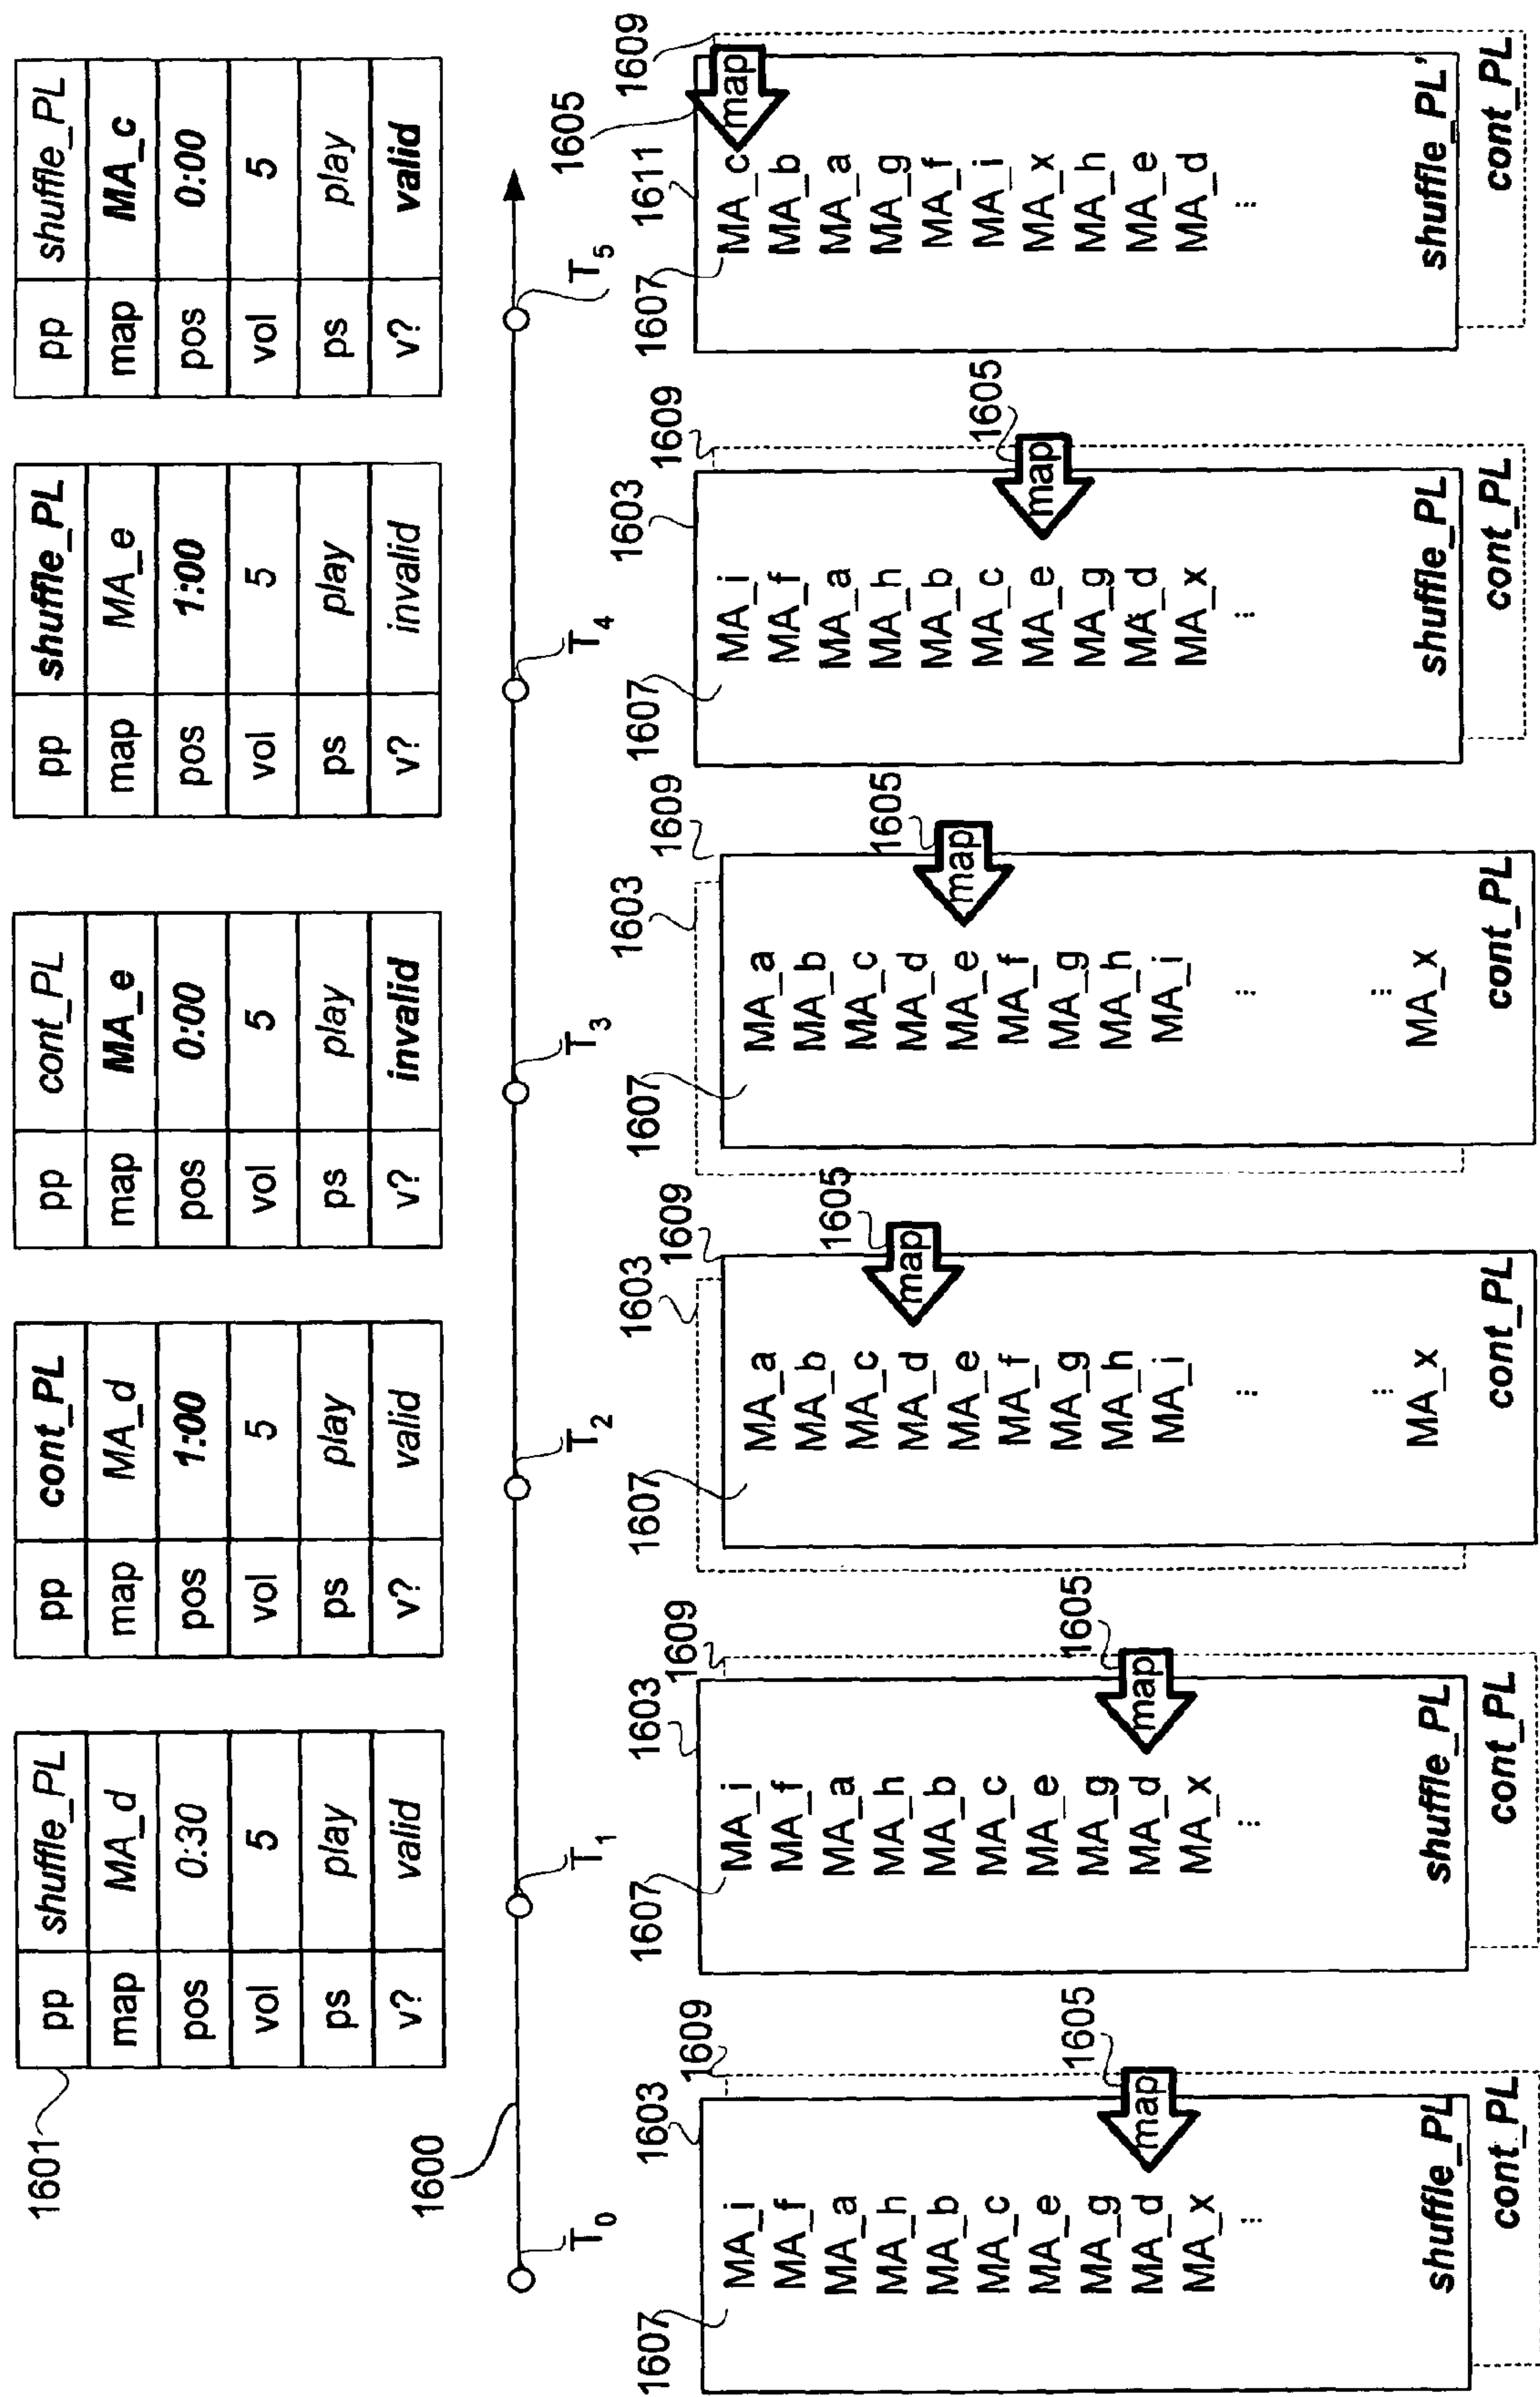 1601
pp shuffle_PL
map MA_d
pos 0:30
vol 5
ps play
v? valid
pp cont_PL
map MA_d
pos 1:00
vol 5
ps play
v? valid
pp cont_PL
map MA_e
pos 0:00
vol 5
ps play
v? invalid
pp shuffle_PL
map MA_e
pos 1:00
vol 5
ps play
v? invalid
pp shuffle_PL
map MA_c
pos 0:00
vol 5
ps play
v? valid
1600
T0
T1
T2
T3
T4
T5
1607
1603
1609
1605
map
MA_i
MA_f
MA_a
MA_h
MA_b
MA_c
MA_e
MA_g
MA_d
MA_x
...
shuffle_PL
cont_PL
1607
1603
1609
1605
map
MA_i
MA_f
MA_a
MA_h
MA_b
MA_c
MA_e
MA_g
MA_d
MA_x
...
shuffle_PL
cont_PL
1607
1603
1609
1605
map
MA_a
MA_b
MA_c
MA_d
MA_e
MA_f
MA_g
MA_h
MA_i
...
...
MA_x
cont_PL
1607
1603
1609
1605
map
MA_a
MA_b
MA_c
MA_d
MA_e
MA_f
MA_g
MA_h
MA_i
...
...
MA_x
cont_PL
1607
1603
1609
1605
map
MA_i
MA_f
MA_a
MA_h
MA_b
MA_c
MA_e
MA_g
MA_d
MA_x
...
shuffle_PL
cont_PL
1607
1611
1605
1609
map
MA_c
MA_b
MA_a
MA_g
MA_f
MA_i
MA_x
MA_h
MA_e
MA_d
...
shuffle_PL'
cont_PL